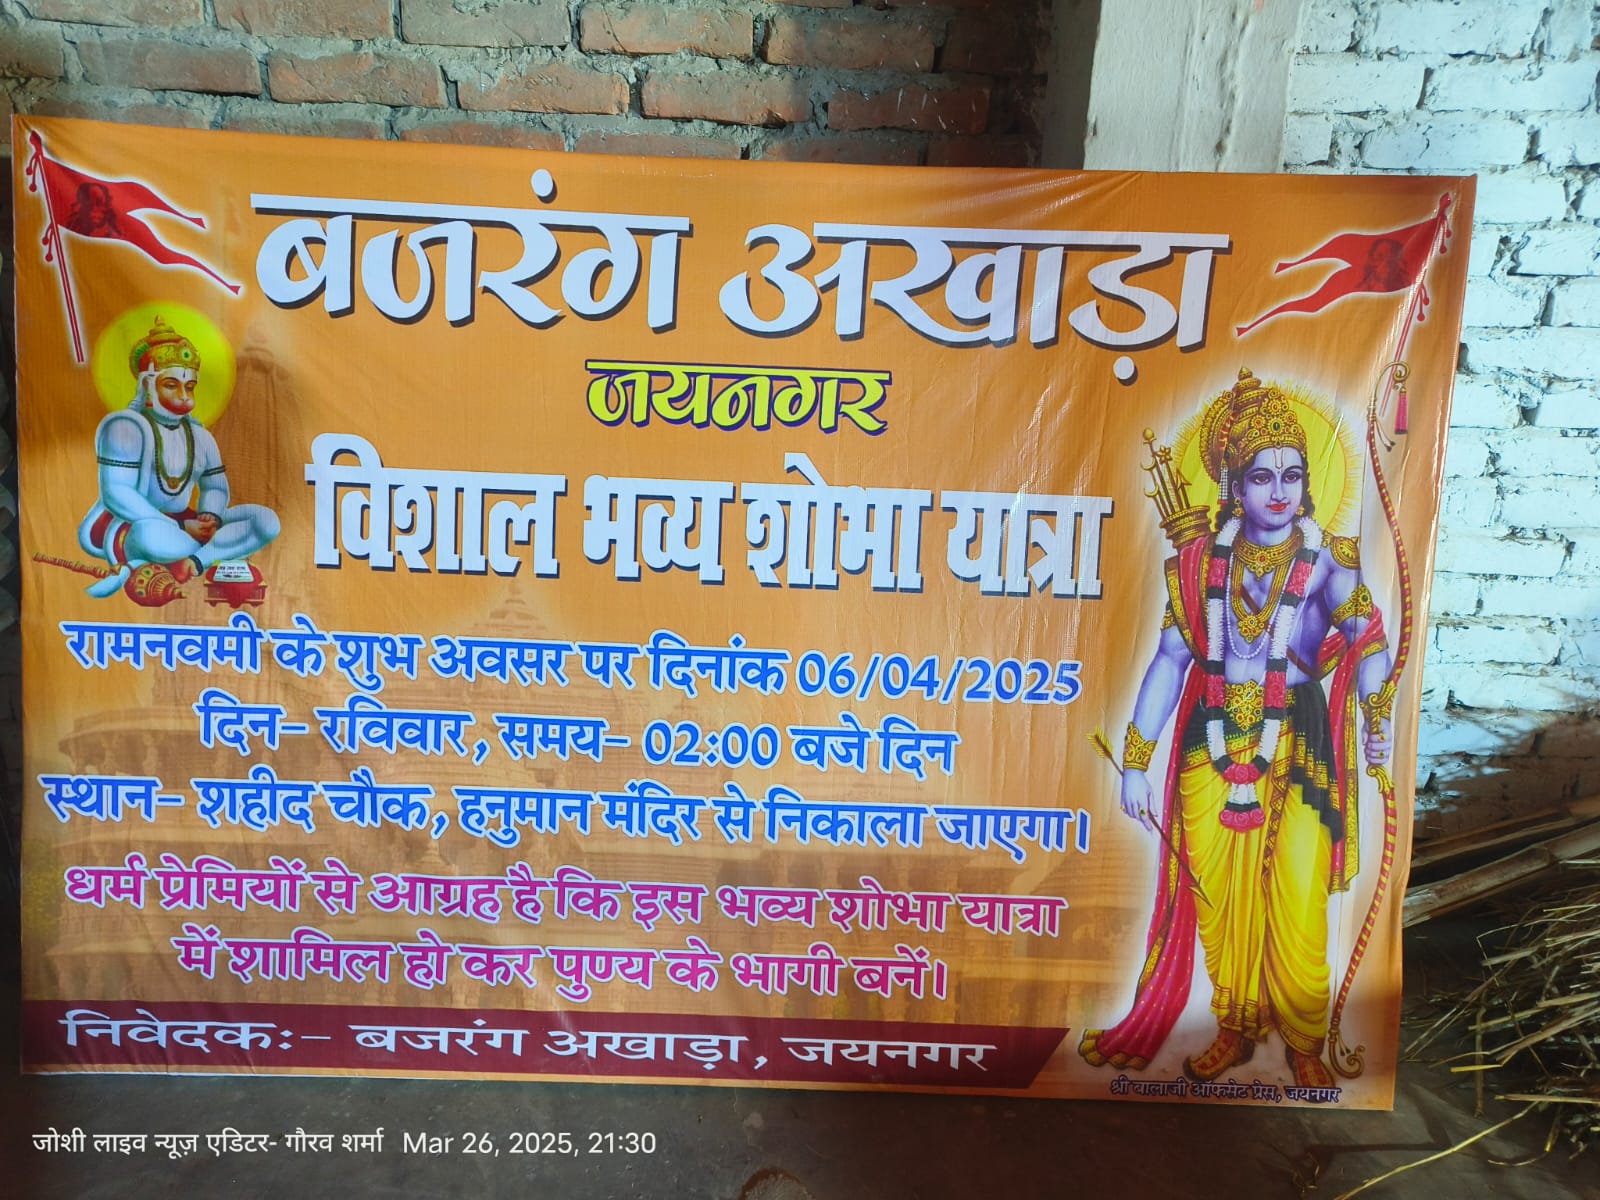 बजरंग अखाड़ा
जयनगर
विशाल भव्य शोभा यात्रा
रामनवमी के शुभ अवसर पर दिनांक 06/04/2025
दिन- रविवार, समय- 02:00 बजे दिन
स्थान- शहीद चौक, हनुमान मंदिर से निकाला जाएगा।
धर्म प्रेमियों से आग्रह है कि इस भव्य शोभा यात्रा
में शामिल हो कर पुण्य के भागी बनें।
निवेदक:- बजरंग अखाड़ा, जयनगर
श्री बालाजी ऑफसेट प्रेस, जयनगर
जोशी लाइव न्यूज़ एडिटर- गौरव शर्मा Mar 26, 2025, 21:30